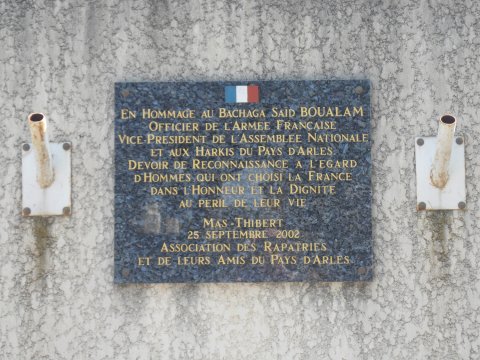 En Hommage au Bachaga Said BOUALAM
Officier de l'Armee Française
Vice President de l'Assemblee Nationale
et aux Harkis du Pays d'Arles.
Devoir de Reconnaissance a l'egard
d'Hommes qui ont choisi la France
dans l'Honneur et la Dignite
au peril de leur vie
Mas-Thibert
25 Septembre 2002
Association des Rapatries
et de leurs Amis du Pays d'Arles